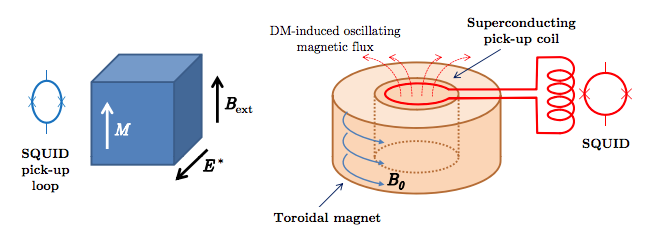 DM-induced oscillating
magnetic flux
Superconducting
pick-up coil
M
B_ext
E*
SQUID
pick-up
loop
B_0
SQUID
Toroidal magnet